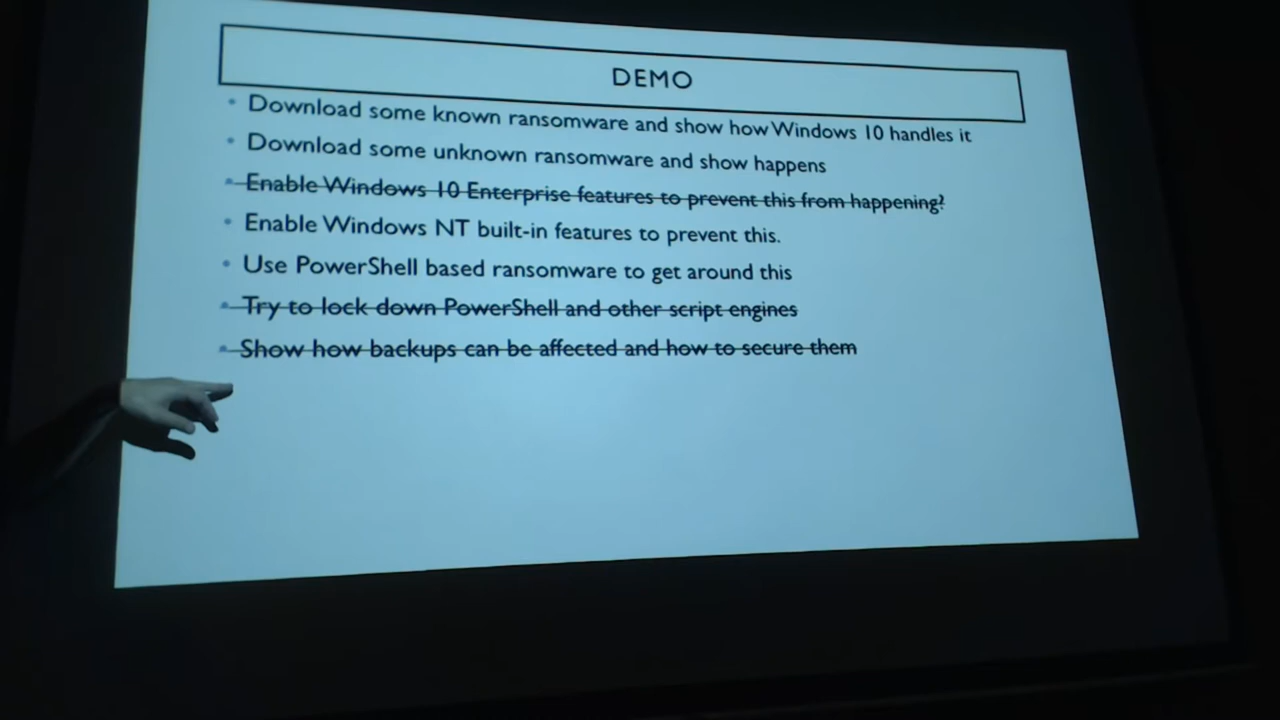 DEMO
• Download some known ransomware and show how Windows 10 handles it
• Download some unknown ransomware and show happens
• Enable Windows 10 Enterprise features to prevent this from happening?
• Enable Windows NT built-in features to prevent this.
• Use PowerShell based ransomware to get around this
• Try to lock down PowerShell and other script engines
• Show how backups can be affected and how to secure them